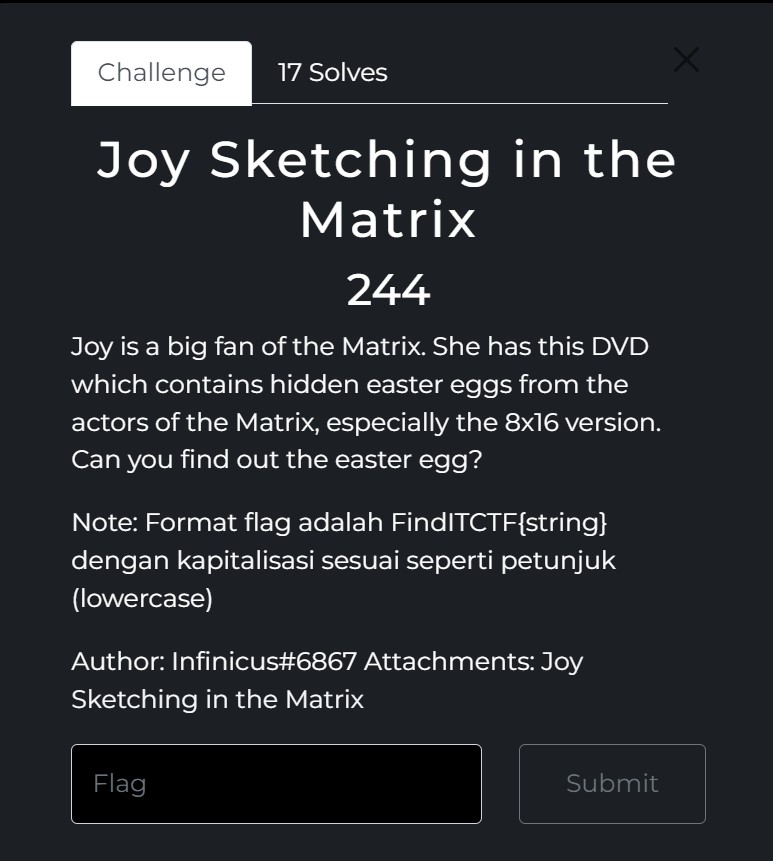 Challenge
17 Solves
Joy Sketching in the
Matrix
244
Joy is a big fan of the Matrix. She has this DVD
which contains hidden easter eggs from the
actors of the Matrix, especially the 8x16 version.
Can you find out the easter egg?
Note: Format flag adalah FindITCTF{string}
dengan kapitalisasi sesuai seperti petunjuk
(lowercase)
Author: Infinicus#6867 Attachments: Joy
Sketching in the Matrix
Flag
Submit